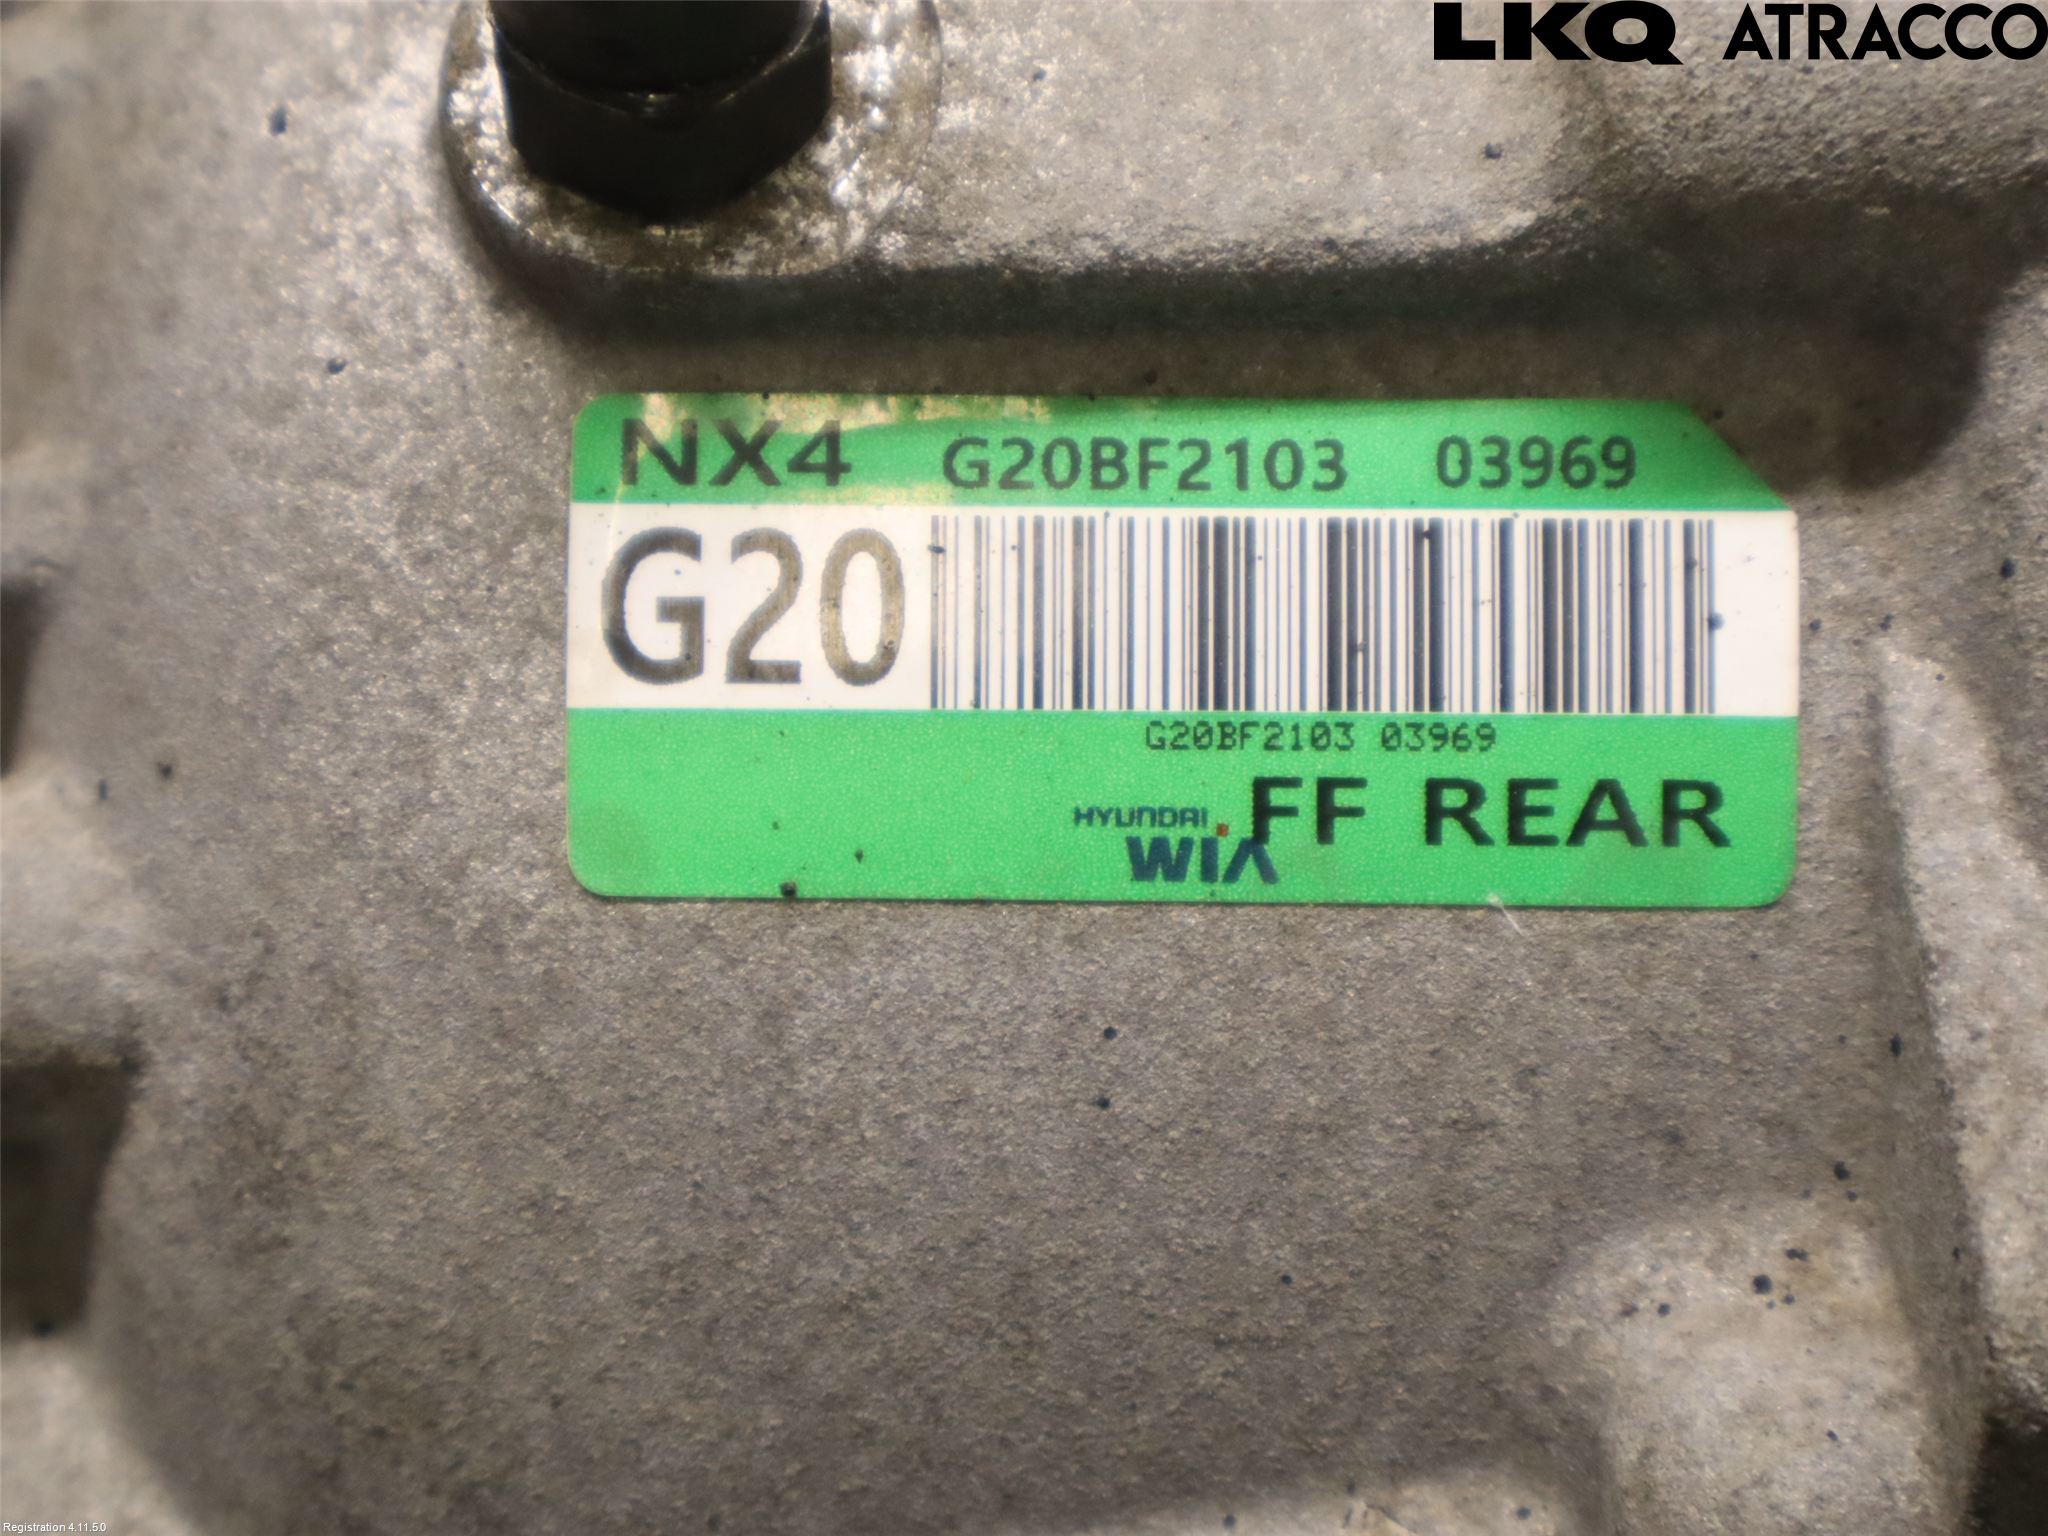 LKQ ATRACCO
NX4 G20BF2103 03969
G20
G20BF2103 03969
FF REAR
HYUNDAI
WIA
Registration 4.11.5.0